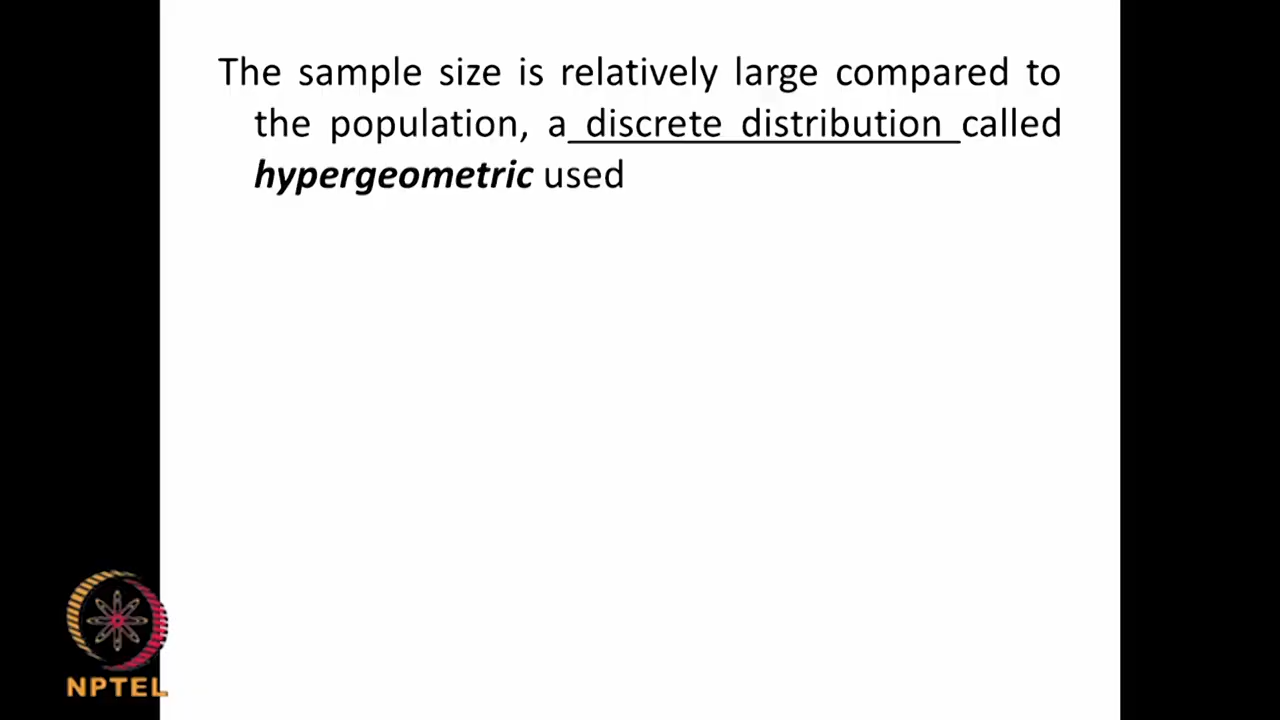 The sample size is relatively large compared to
the population, a discrete distribution called
hypergeometric used
NPTEL